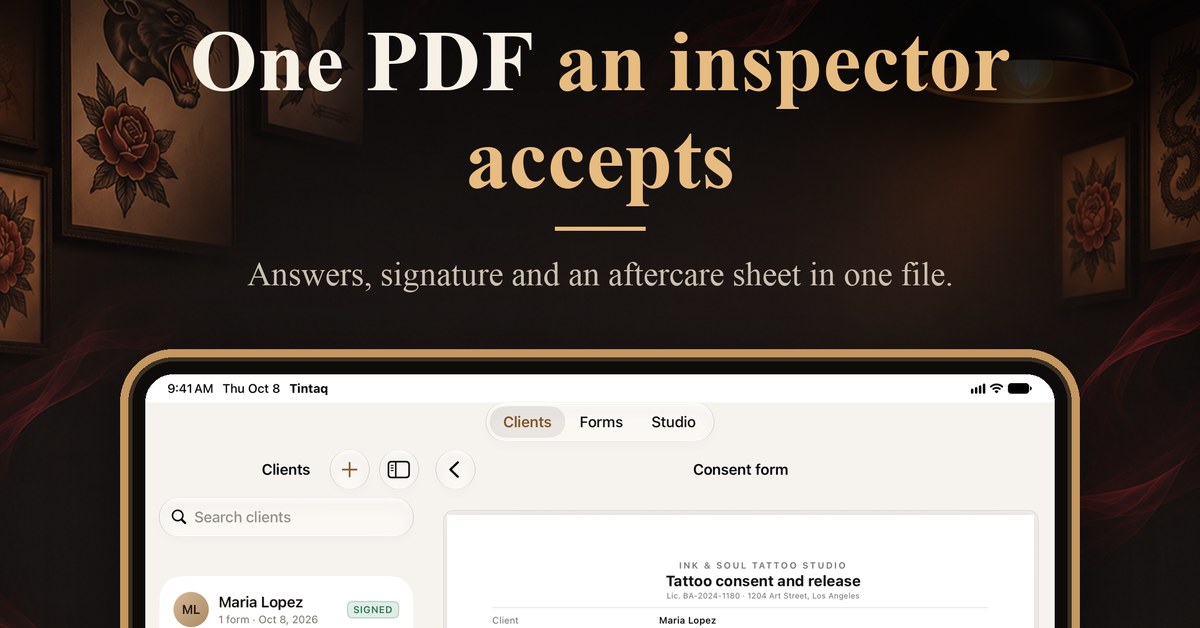 One PDF an inspector
accepts
Answers, signature and an aftercare sheet in one file.
9:41 AM Thu Oct 8 Tintaq
Clients Forms Studio
Clients
Consent form
Search clients
INK & SOUL TATTOO STUDIO
Tattoo consent and release
Lic. BA-2024-1180 · 1204 Art Street, Los Angeles
ML
Maria Lopez
SIGNED
1 form · Oct 8, 2026
Client Maria Lopez